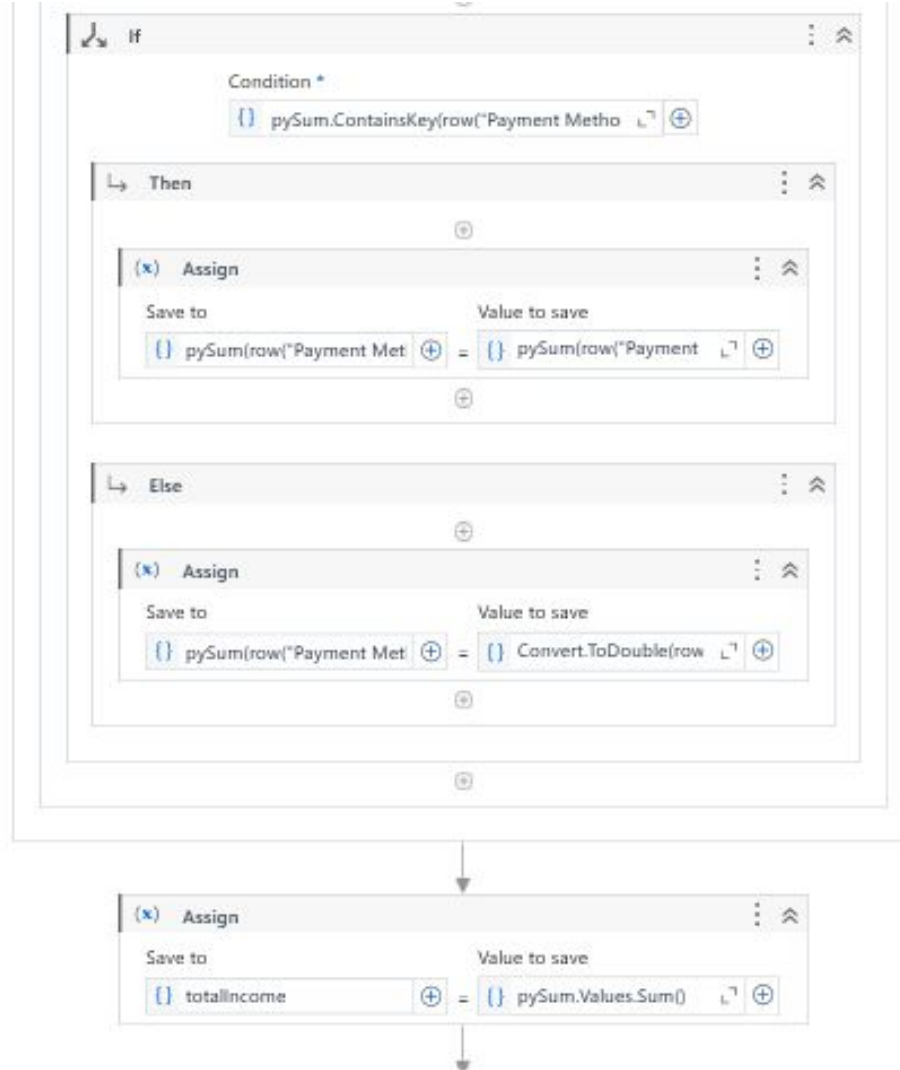 If
Condition *
{} pySum.ContainsKey(row("Payment Metho
Then
(x) Assign
Save to
Value to save
{} pySum(row("Payment Met = {} pySum(row("Payment
Else
(x) Assign
Save to
Value to save
{} pySum(row("Payment Met = {} Convert.ToDouble(row
(x) Assign
Save to
Value to save
{} totalIncome = {} pySum.Values.Sum()